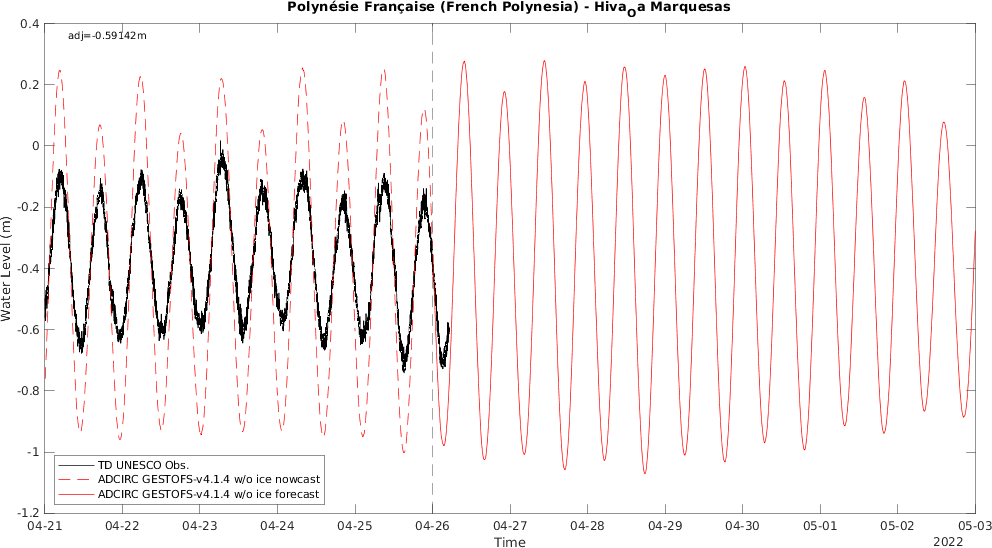 Polynésie Française (French Polynesia) - Hiva_Oa Marquesas
adj=-0.59142m
0.4
0.2
0
-0.2
-0.4
-0.6
-0.8
-1
-1.2
Water Level (m)
TD UNESCO Obs.
ADCIRC GESTOFS-v4.1.4 w/o ice nowcast
ADCIRC GESTOFS-v4.1.4 w/o ice forecast
04-21 04-22 04-23 04-24 04-25 04-26 04-27 04-28 04-29 04-30 05-01 05-02 05-03
Time
2022